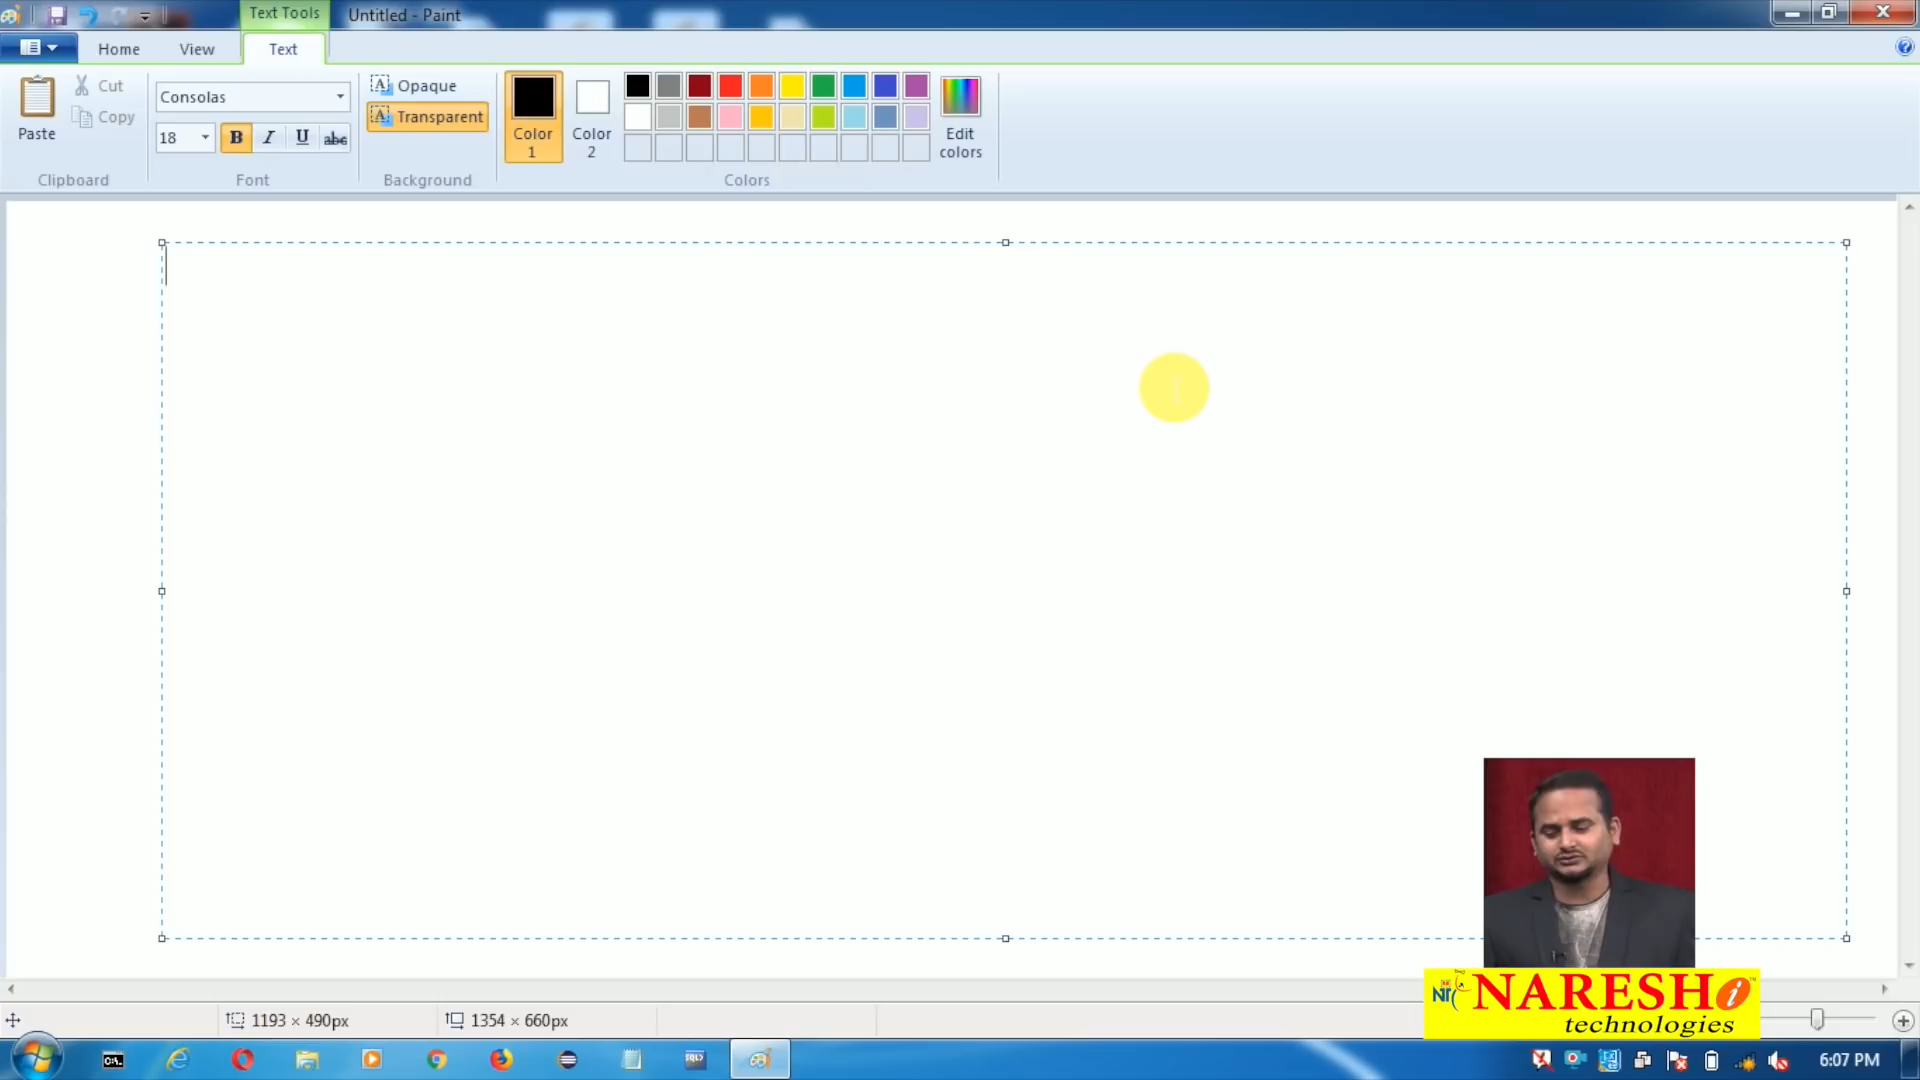 Text Tools
Untitled - Paint
Home
View
Text
Paste
Cut
Copy
Clipboard
Consolas
18
B
I
U
abc
Font
Opaque
Transparent
Background
Color
1
Color
2
Edit
colors
Colors
1193 × 490px
1354 × 660px
NARESH i
technologies
6:07 PM